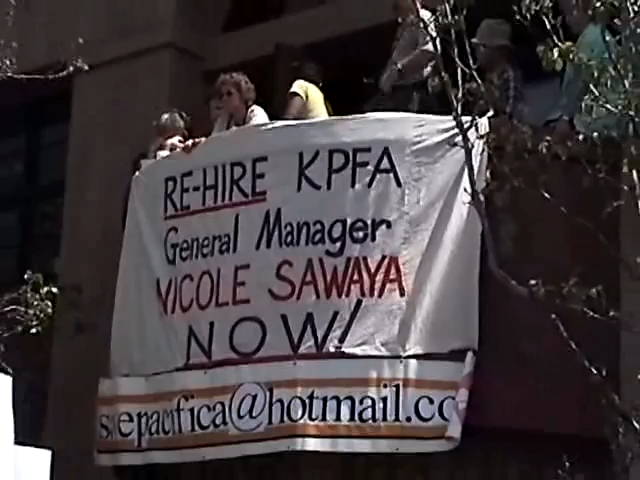 RE-HIRE KPFA
General Manager
NICOLE SAWAYA
NOW!
savepacifica@hotmail.co